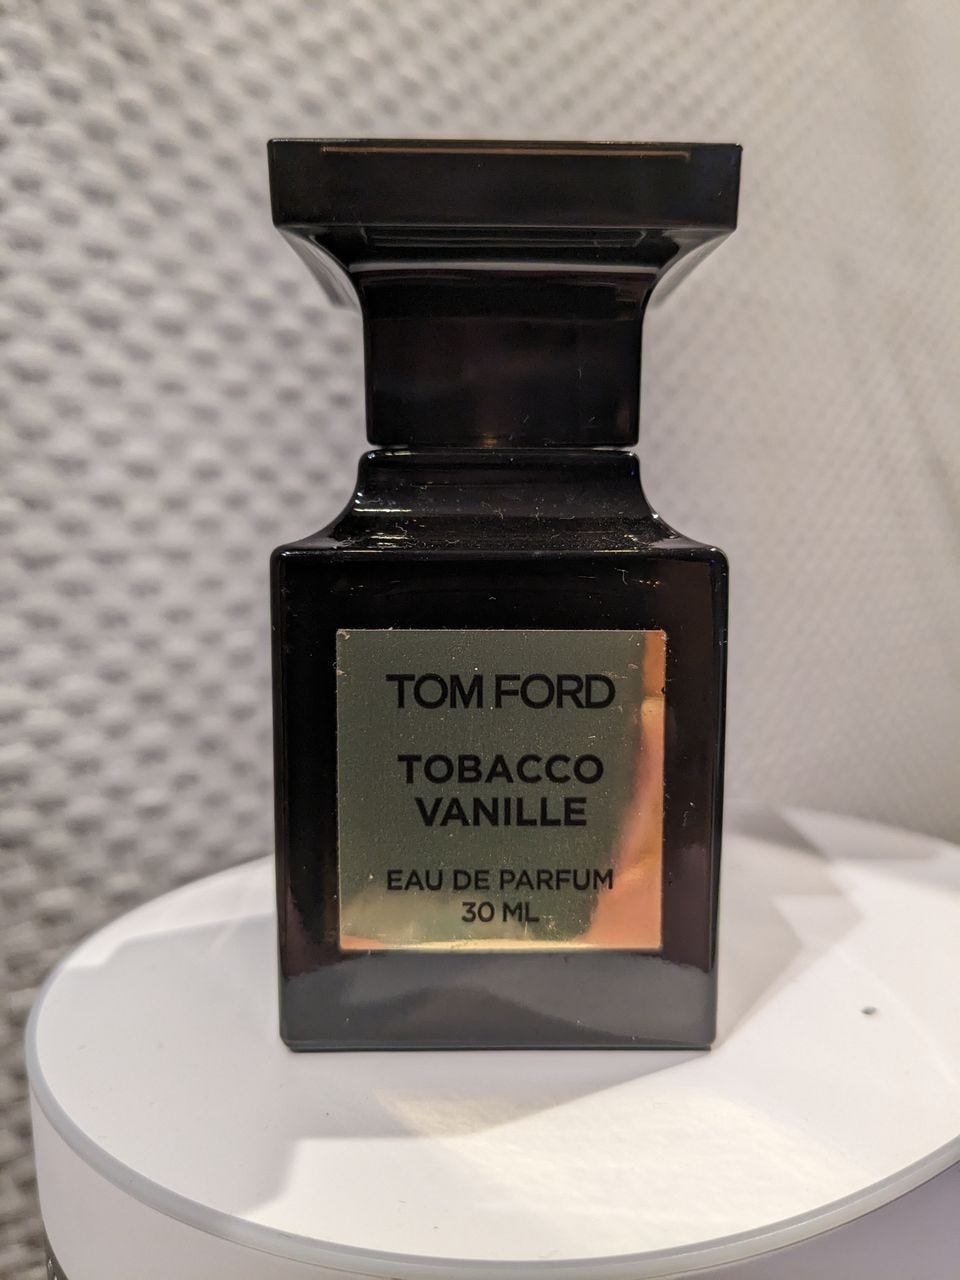 TOM FORD
TOBACCO
VANILLE
EAU DE PARFUM
30 ML